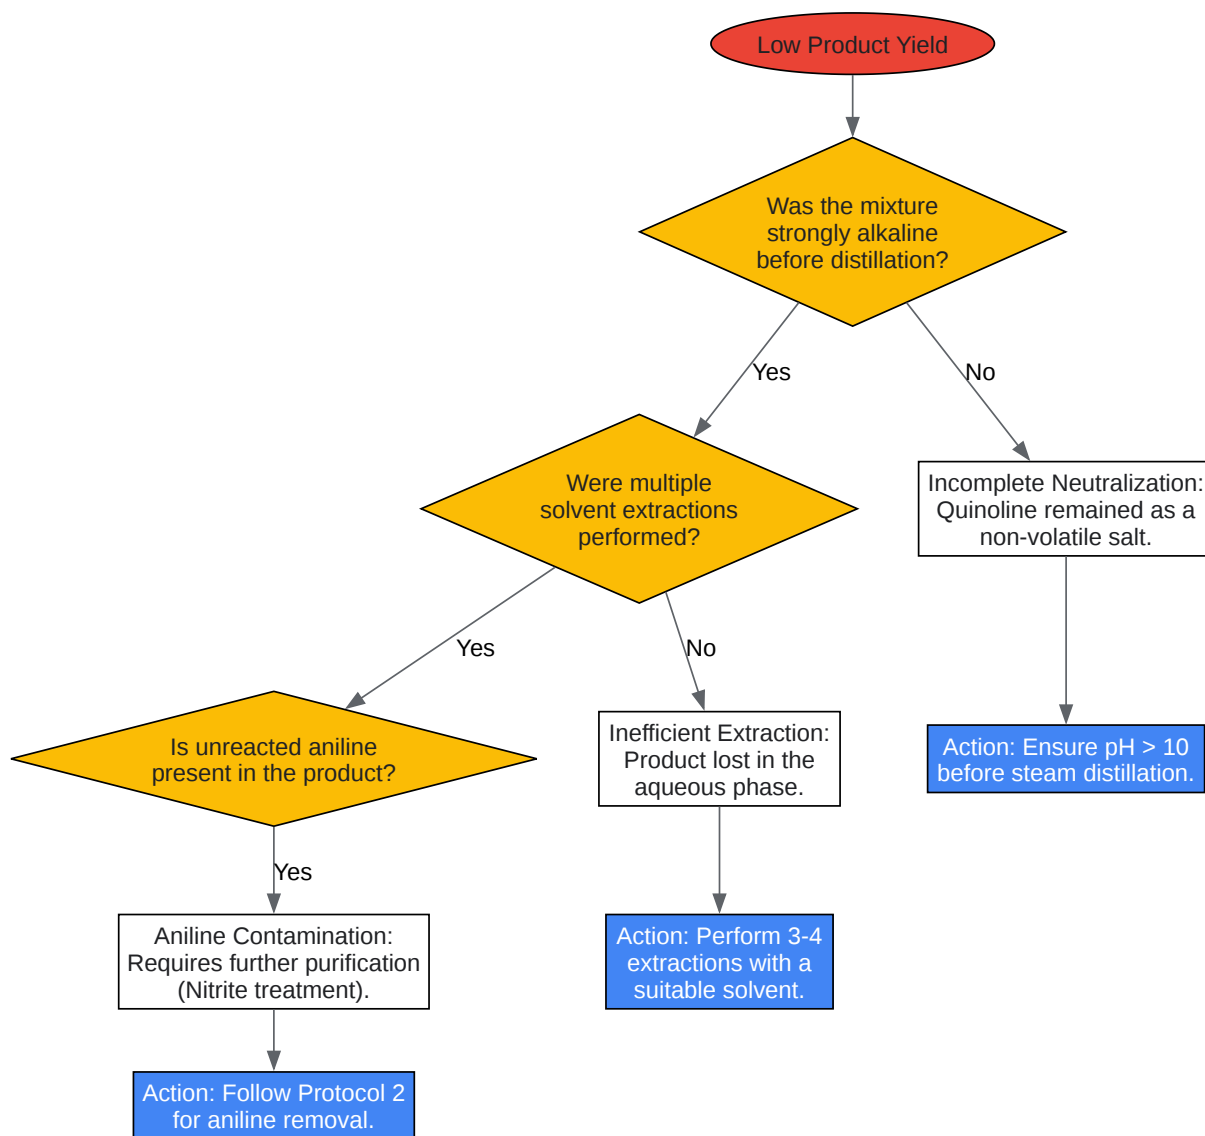 Low Product Yield
Was the mixture
strongly alkaline
before distillation?
Yes
No
Were multiple
solvent extractions
performed?
Incomplete Neutralization:
Quinoline remained as a
non-volatile salt.
Yes
No
Is unreacted aniline
present in the product?
Inefficient Extraction:
Product lost in the
aqueous phase.
Action: Ensure pH > 10
before steam distillation.
Yes
Aniline Contamination:
Requires further purification
(Nitrite treatment).
Action: Perform 3-4
extractions with a
suitable solvent.
Action: Follow Protocol 2
for aniline removal.